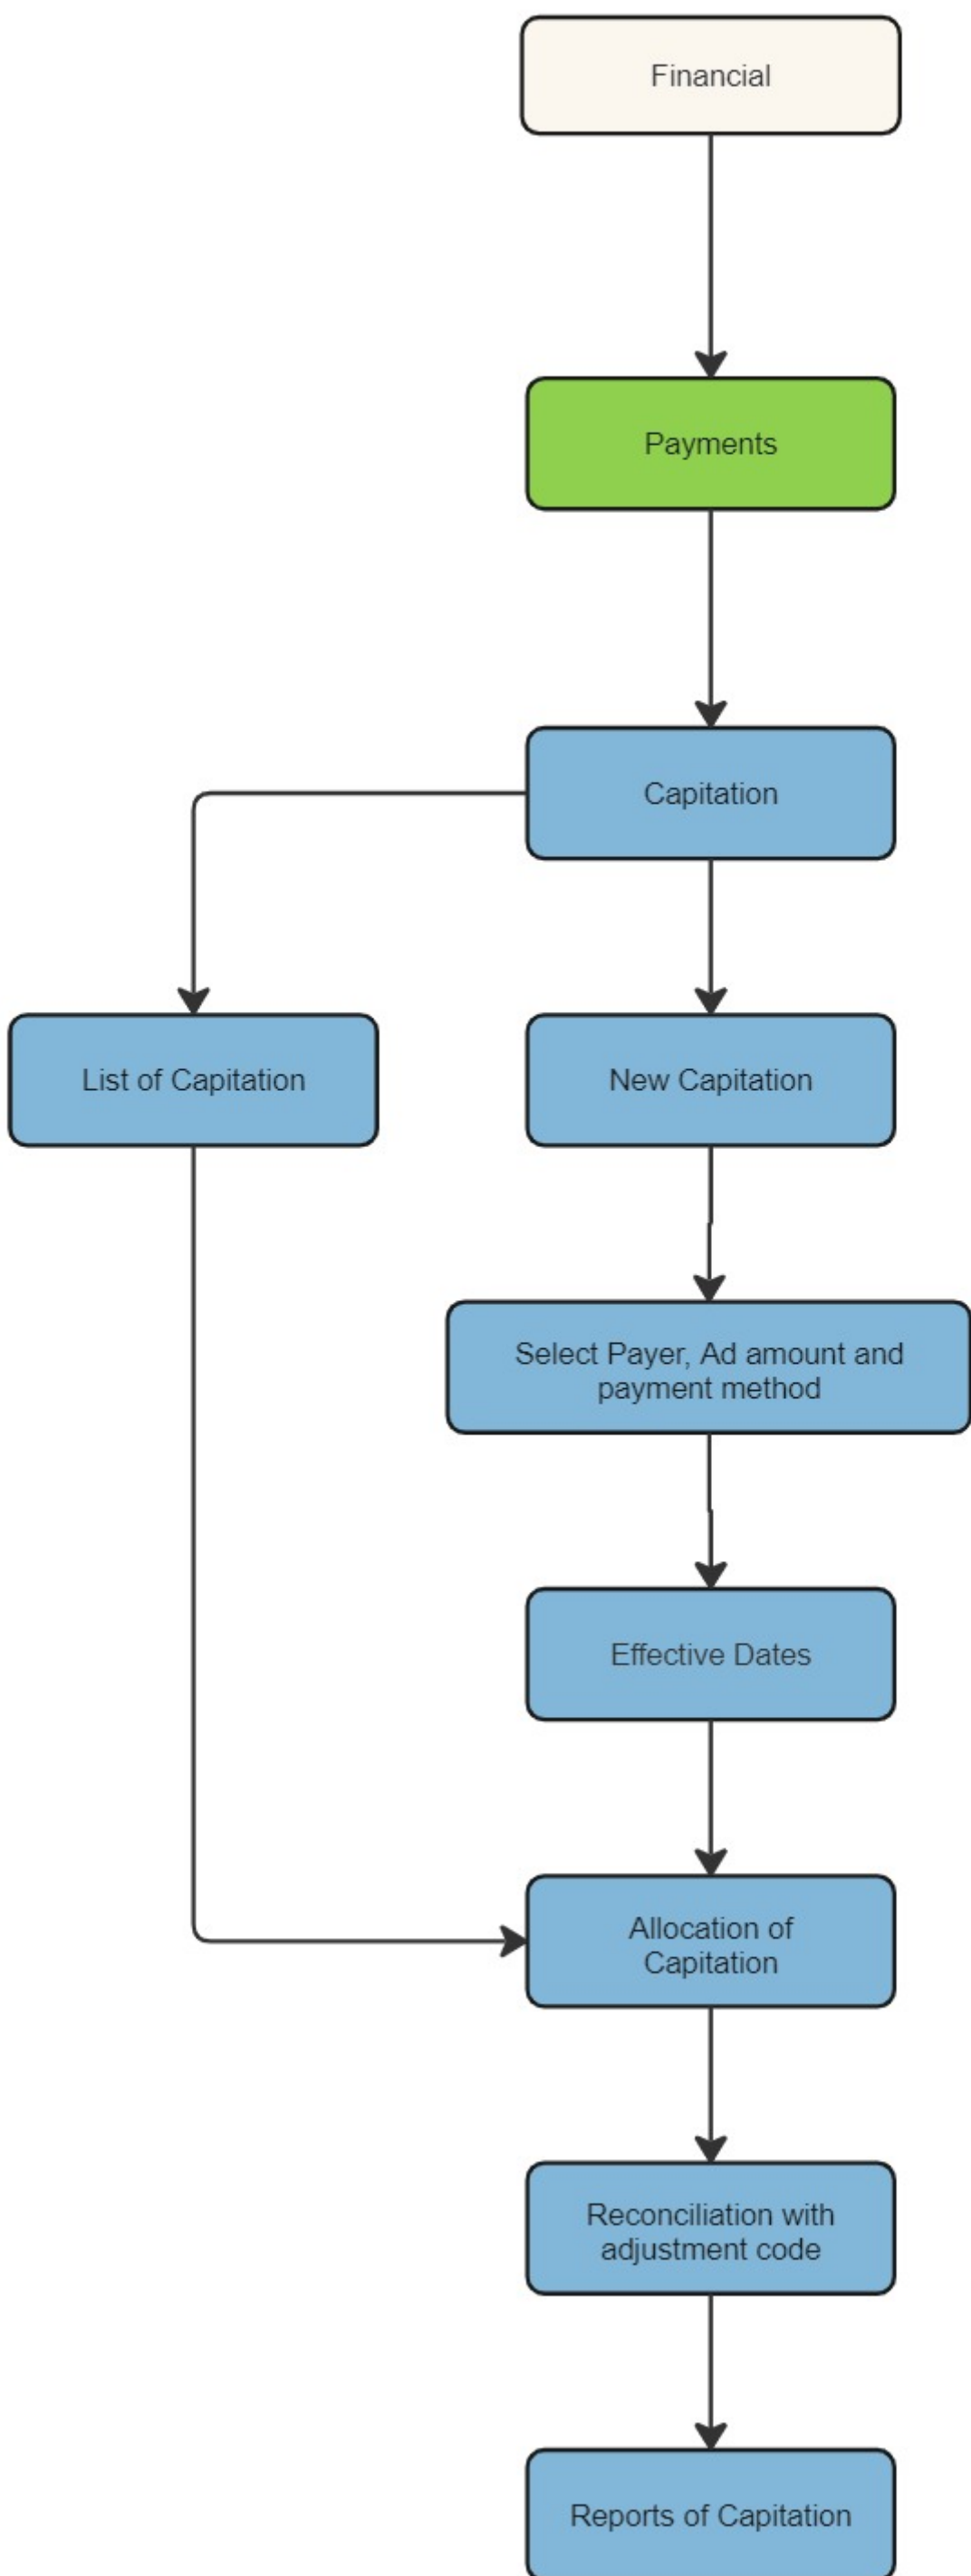 Financial
Payments
Capitation
List of Capitation
New Capitation
Select Payer, Ad amount and
payment method
Effective Dates
Allocation of
Capitation
Reconciliation with
adjustment code
Reports of Capitation